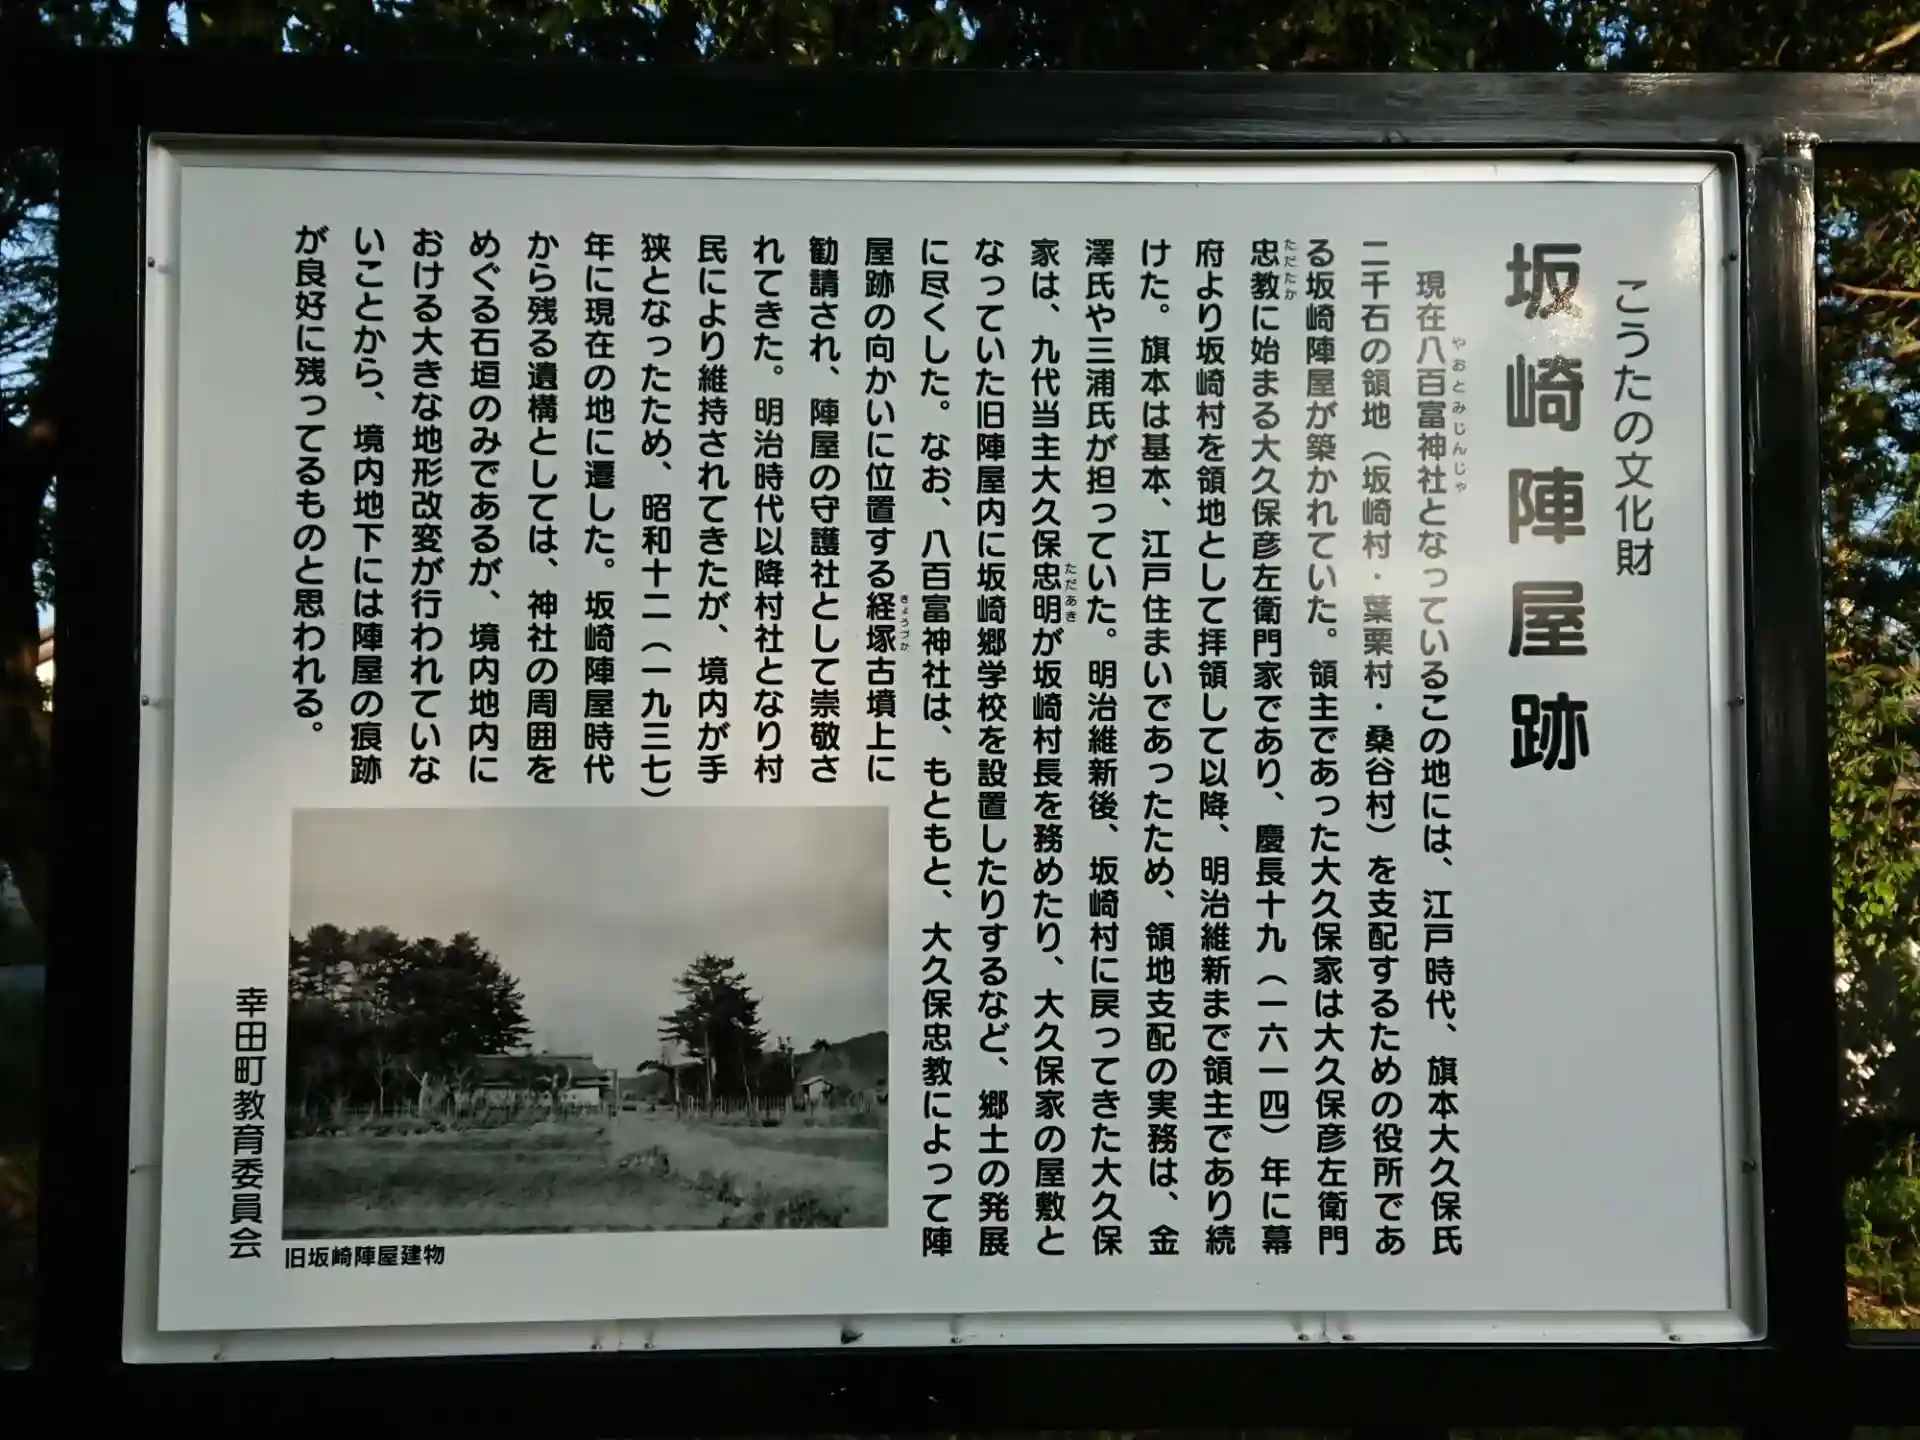 こうたの文化財
坂崎陣屋跡
現在八百富神社となっているこの地には、江戸時代、旗本大久保氏
やおとみじんじゃ
二千石の領地（坂崎村・葉栗村・桑谷村）を支配するための役所であ
る坂崎陣屋が築かれていた。領主であった大久保家は大久保彦左衛門
忠教に始まる大久保彦左衛門家であり、慶長十九（一六一四）年に幕
ただたか
府より坂崎村を領地として拝領して以降、明治維新まで領主であり続
けた。旗本は基本、江戸住まいであったため、領地支配の実務は、金
澤氏や三浦氏が担っていた。明治維新後、坂崎村に戻ってきた大久保
家は、九代当主大久保忠明が坂崎村長を務めたり、大久保家の屋敷と
ただあき
なっていた旧陣屋内に坂崎郷学校を設置したりするなど、郷土の発展
に尽くした。なお、八百富神社は、もともと、大久保忠教によって陣
屋跡の向かいに位置する経塚古墳上に
きょうづか
勧請され、陣屋の守護社として崇敬さ
れてきた。明治時代以降村社となり村
民により維持されてきたが、境内が手
狭となったため、昭和十二（一九三七）
年に現在の地に遷した。坂崎陣屋時代
から残る遺構としては、神社の周囲を
めぐる石垣のみであるが、境内地内に
おける大きな地形改変が行われていな
いことから、境内地下には陣屋の痕跡
が良好に残ってるものと思われる。
旧坂崎陣屋建物
幸田町教育委員会